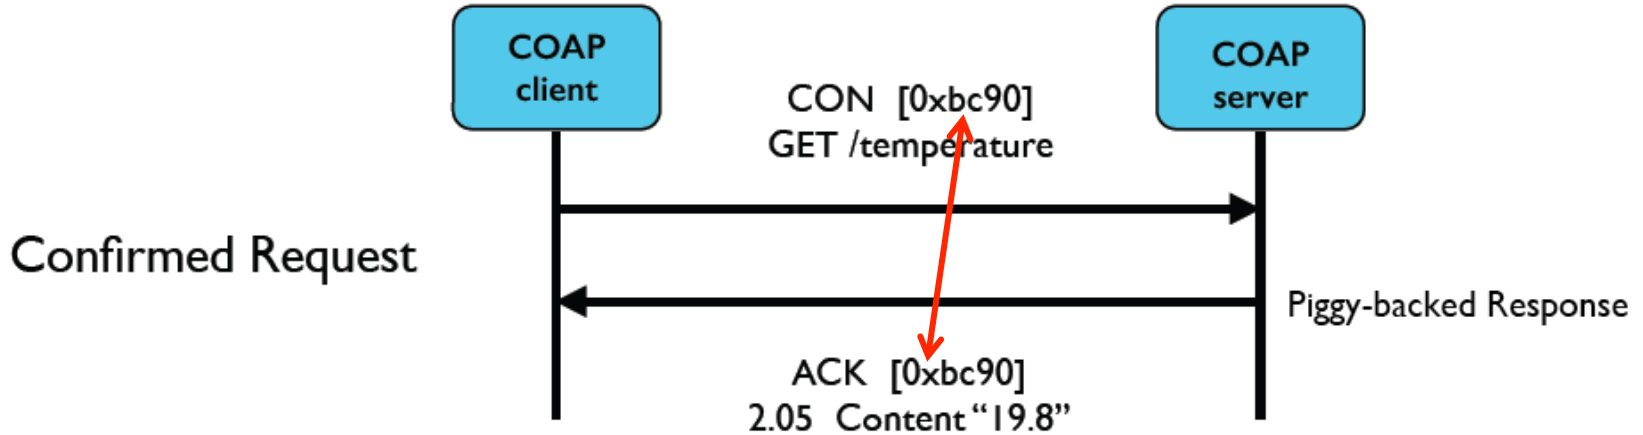 COAP
client
COAP
server
CON [0xbc90]
GET /temperature
Confirmed Request
Piggy-backed Response
ACK [0xbc90]
2.05 Content “19.8”